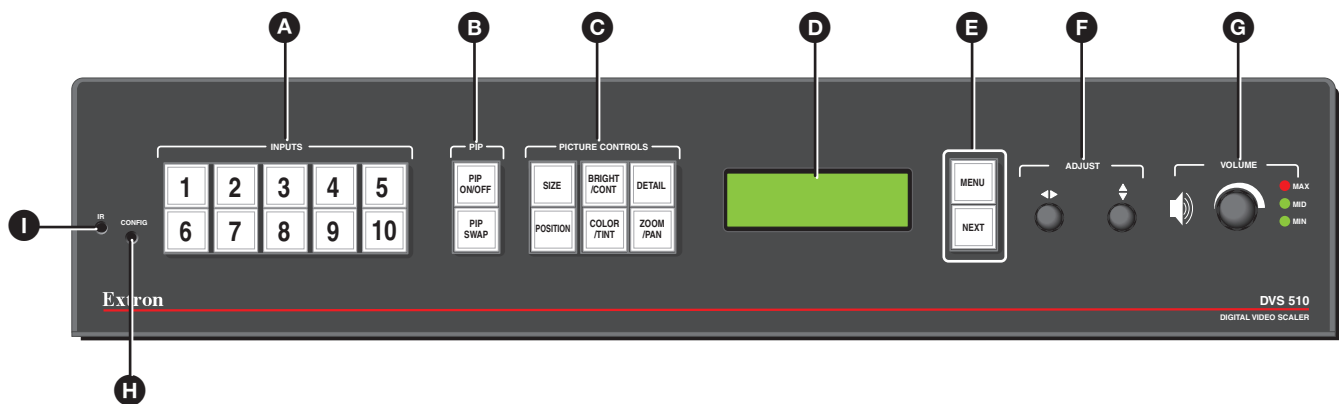 A B C D E F G
INPUTS PIP PICTURE CONTROLS ADJUST VOLUME
1 2 3 4 5
PIP
ON/OFF
SIZE
BRIGHT
/CONT
DETAIL
MENU
MAX
MID
MIN
I
IR
CONFIG
6 7 8 9 10
PIP
SWAP
POSITION
COLOR
/TINT
ZOOM
/PAN
NEXT
Extron
DVS 510
DIGITAL VIDEO SCALER
H